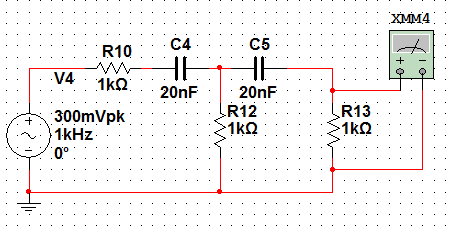 XMM4
R10
C4
C5
V4
1kΩ
20nF
20nF
300mVpk
1kHz
0°
R12
1kΩ
R13
1kΩ